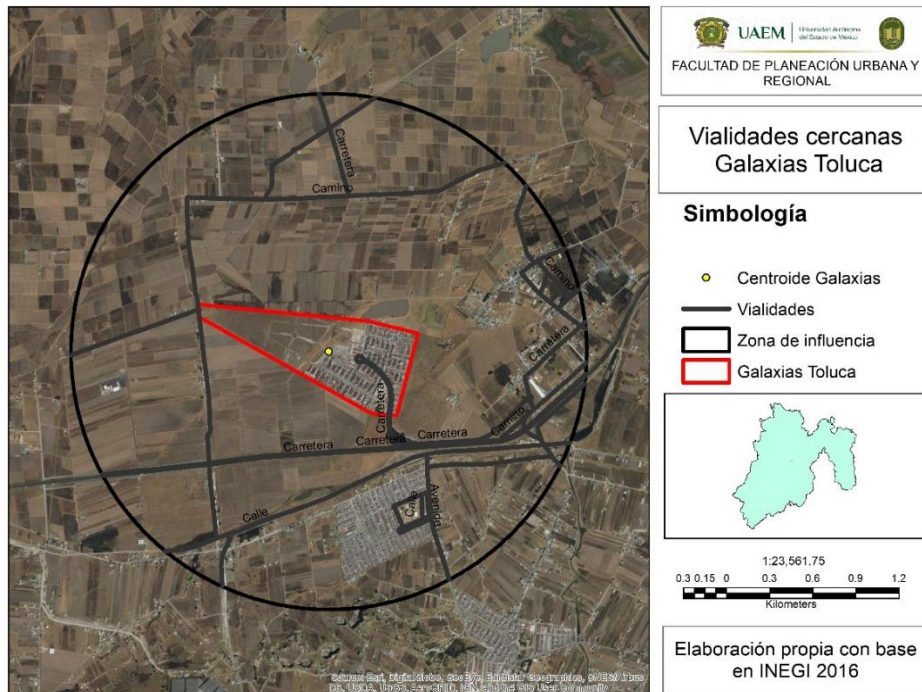 UAEM
Universidad Autónoma
del Estado de México
FACULTAD DE PLANEACIÓN URBANA Y
REGIONAL
Vialidades cercanas
Galaxias Toluca
Simbología
Centroide Galaxias
Vialidades
Zona de influencia
Galaxias Toluca
1:23,561.75
0.3 0.15 0 0.3 0.6 0.9 1.2
Kilometers
Elaboración propia con base
en INEGI 2016
Carretera
Camino
Camino
Carretera
Carretera
Camino
Carretera
Carretera
Carretera
Calle
Calle
Avenida